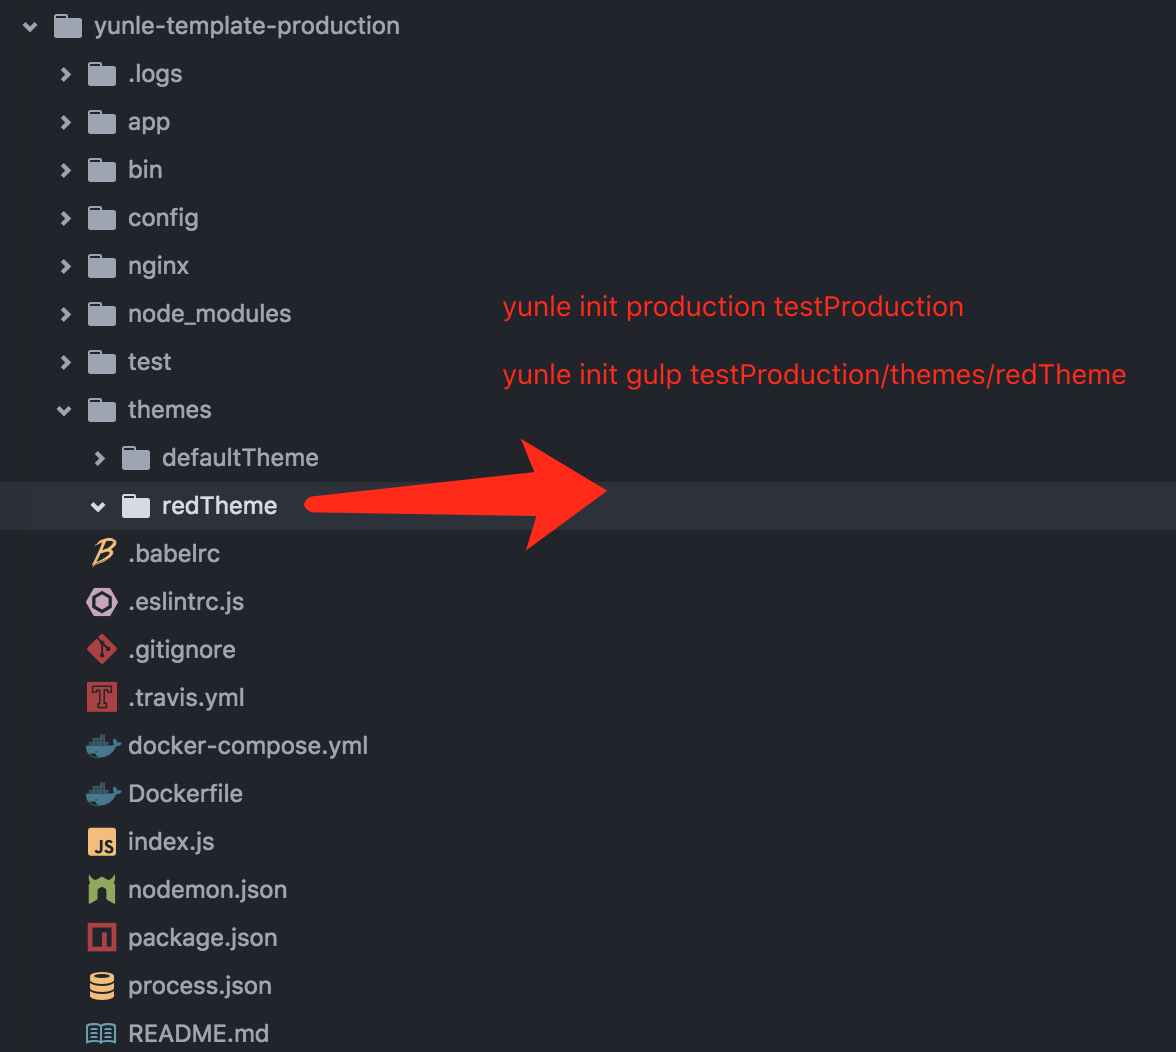 yunle-template-production
.logs
app
bin
config
nginx
yunle init production testProduction
node_modules
test
yunle init gulp testProduction/themes/redTheme
themes
defaultTheme
redTheme
.babelrc
.eslintrc.js
.gitignore
.travis.yml
docker-compose.yml
Dockerfile
JS index.js
nodemon.json
package.json
process.json
README.md